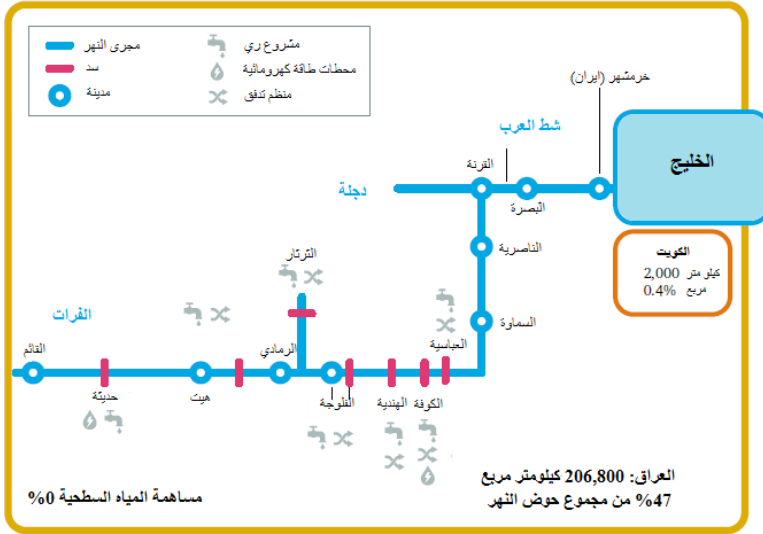 مجرى النهر
سد
مدينة
مشروع ري
محطات طاقة كهرومائية
منظم تدفق
خرمشهر (ايران)
شط العرب
الخليج
القرنة
دجلة
البصرة
الناصرية
الكويت
كيلو متر 2,000
مربع 0.4%
الثرثار
السماوة
الفرات
العباسية
القائم
الرمادي
حديثة
هيت
الفلوجة
الهندية
الكوفة
العراق: 206,800 كيلومتر مربع
47% من مجموع حوض النهر
مساهمة المياه السطحية 0%